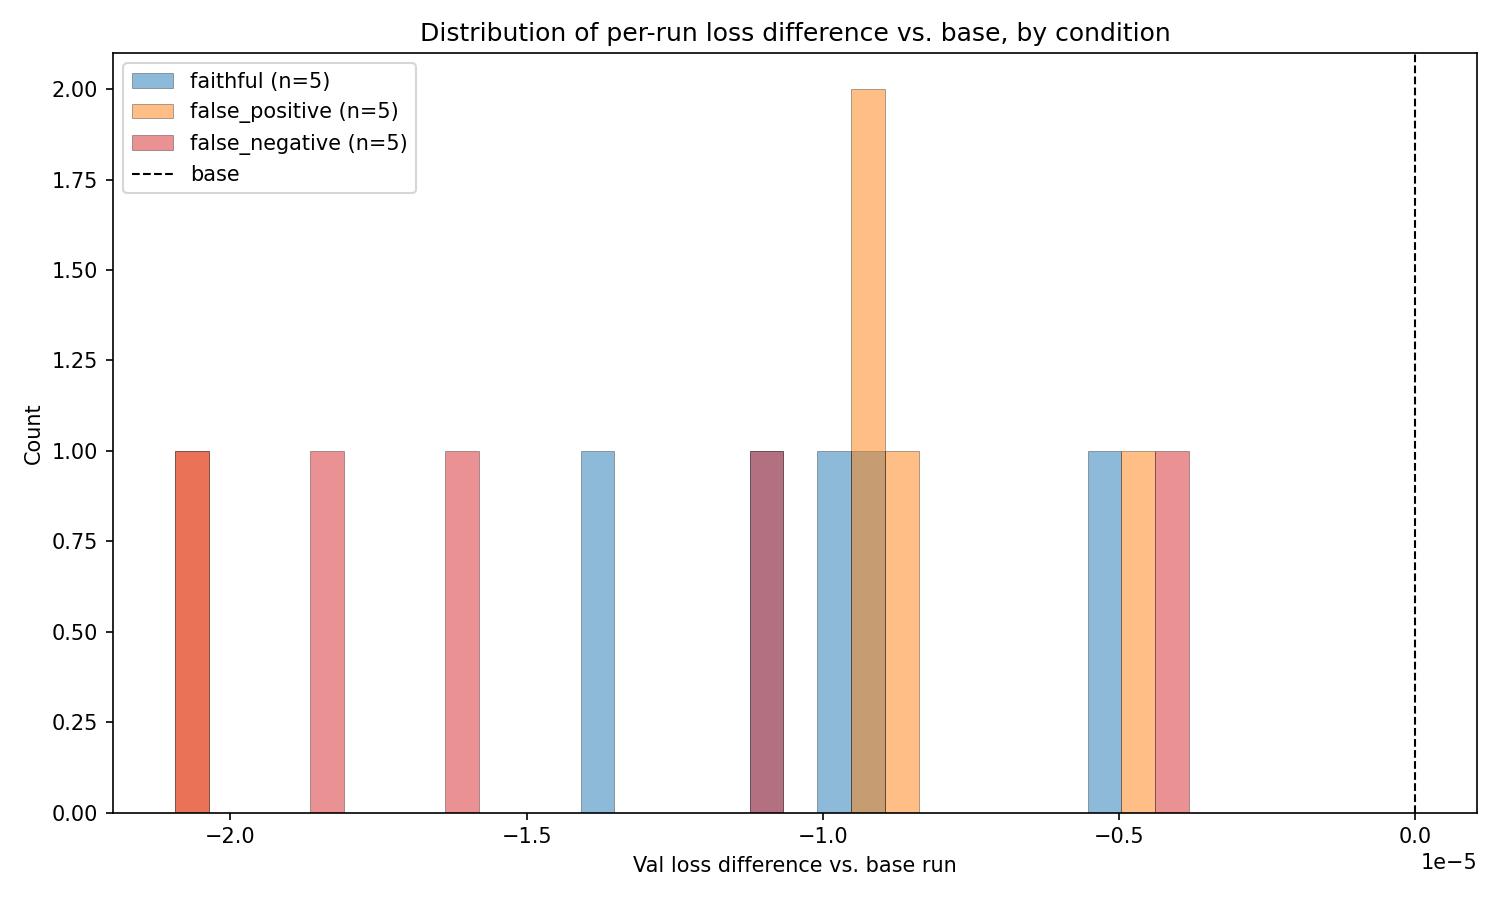 Distribution of per-run loss difference vs. base, by condition
faithful (n=5)
false_positive (n=5)
false_negative (n=5)
base
2.00
1.75
1.50
1.25
1.00
0.75
0.50
0.25
0.00
Count
−2.0
−1.5
−1.0
−0.5
0.0
1e−5
Val loss difference vs. base run